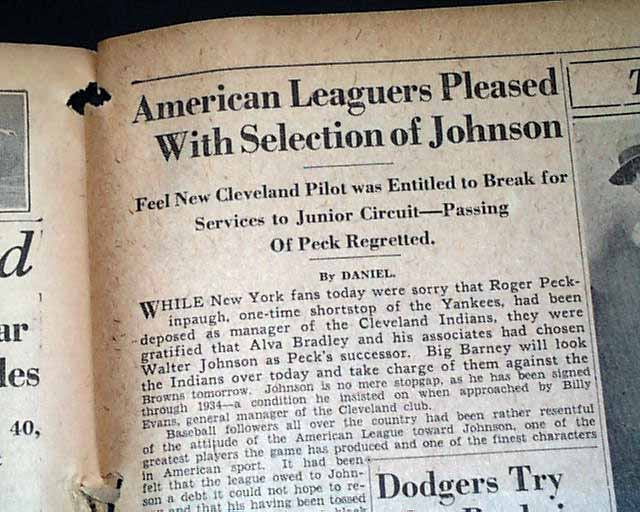 American Leaguers Pleased
With Selection of Johnson
Feel New Cleveland Pilot was Entitled to Break for
Services to Junior Circuit—Passing
Of Peck Regretted.
By DANIEL.
WHILE New York fans today were sorry that Roger Peck-
inpaugh, one-time shortstop of the Yankees, had been
deposed as manager of the Cleveland Indians, they were
gratified that Alva Bradley and his associates had chosen
Walter Johnson as Peck's successor. Big Barney will look
the Indians over today and take charge of them against the
Browns tomorrow. Johnson is no mere stopgap, as he has been signed
through 1934—a condition he insisted on when approached by Billy
Evans, general manager of the Cleveland club.
Baseball followers all over the country had been rather resentful
of the attitude of the American League toward Johnson, one of the
greatest players the game has produced and one of the finest characters
in American sport. It had been
felt that the league owed to John-
son a debt it could not hope to re-
and that his having been tossed
Dodgers Try
d
ar
les
40,
T